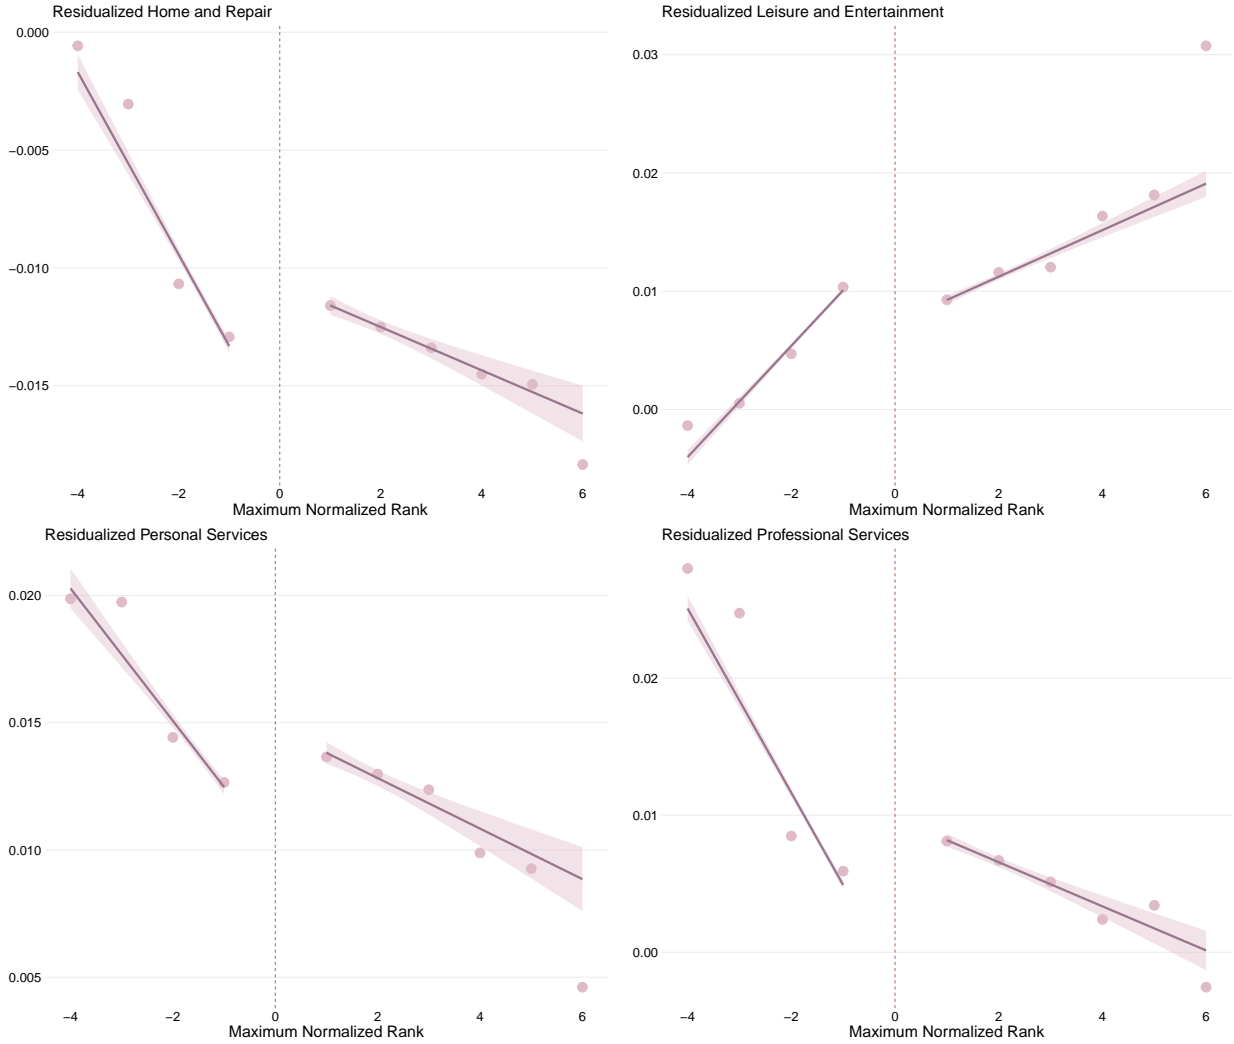 Residualized Home and Repair
0.000
−0.005
−0.010
−0.015
−4 −2 0 2 4 6
Maximum Normalized Rank
Residualized Leisure and Entertainment
0.03
0.02
0.01
0.00
−4 −2 0 2 4 6
Maximum Normalized Rank
Residualized Personal Services
0.020
0.015
0.010
0.005
−4 −2 0 2 4 6
Maximum Normalized Rank
Residualized Professional Services
0.02
0.01
0.00
−4 −2 0 2 4 6
Maximum Normalized Rank